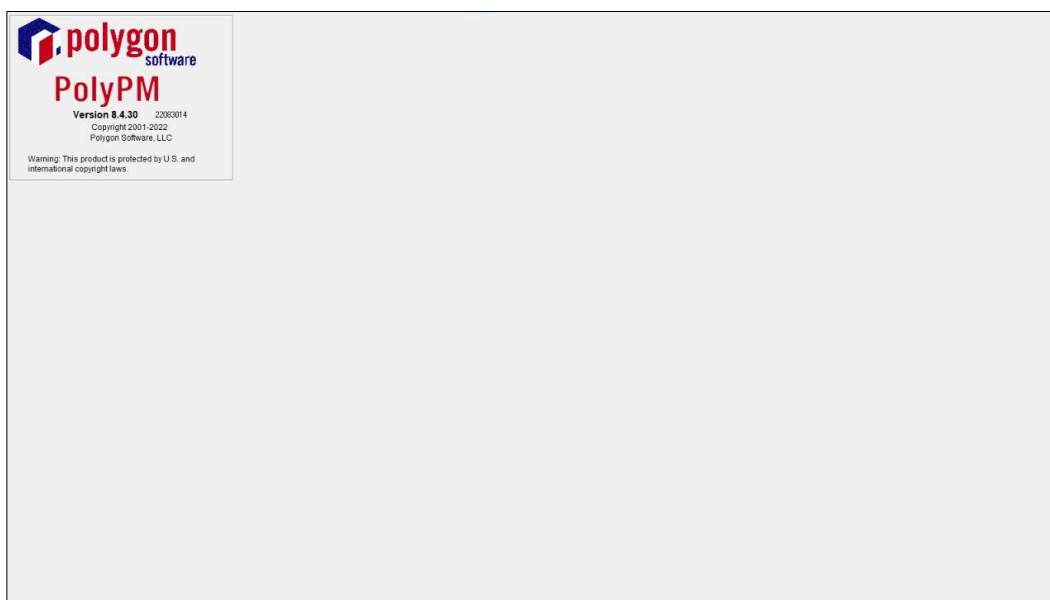 polygon
software
PolyPM
Version 8.4.30 22083014
Copyright 2001-2022
Polygon Software, LLC
Warning: This product is protected by U.S. and
international copyright laws.